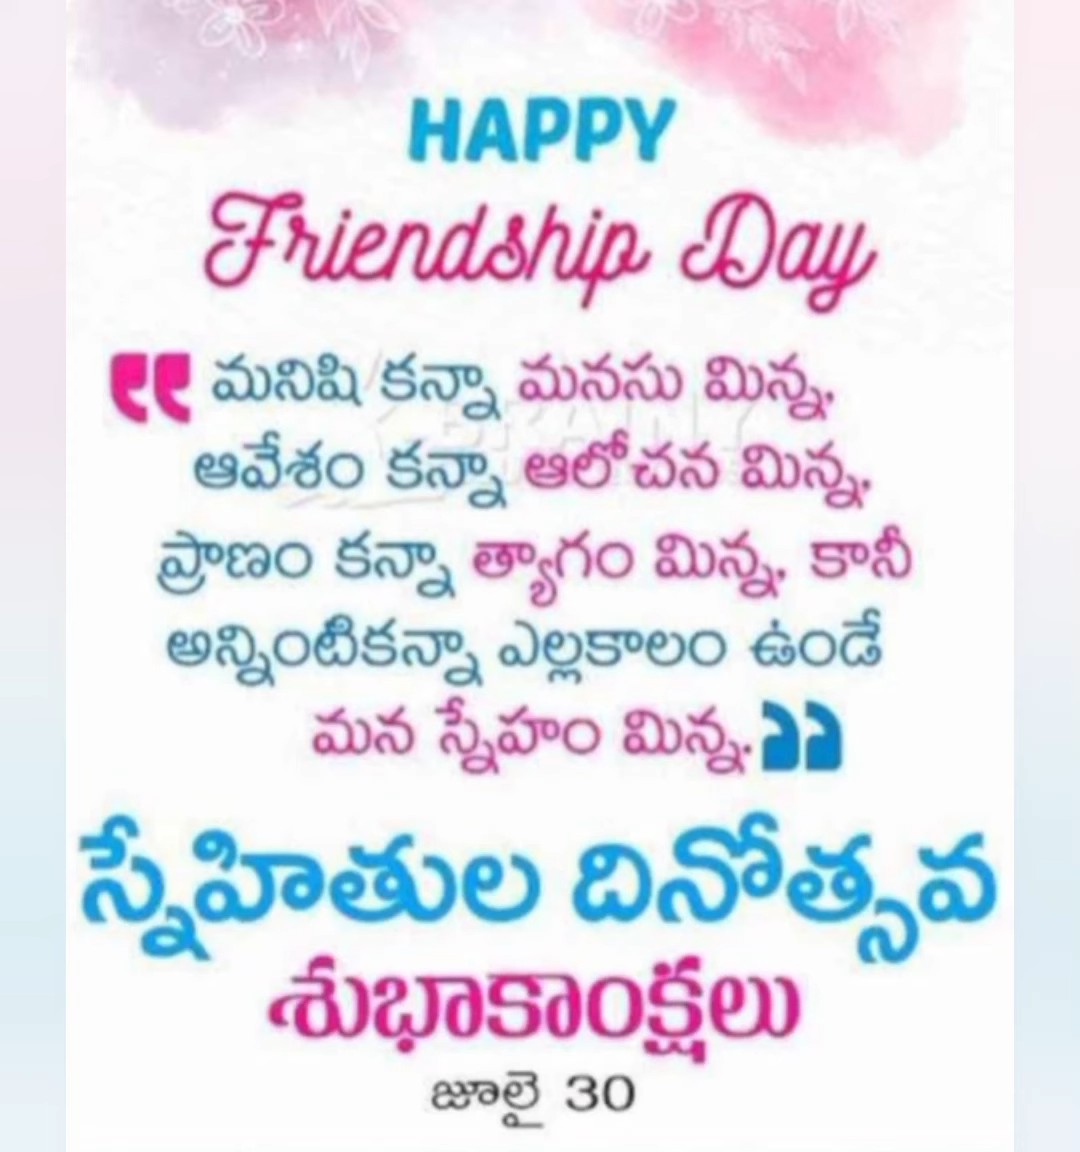 HAPPY
Friendship Day
మనిషి కన్నా మనసు మిన్న,
ఆవేశం కన్నా ఆలోచన మిన్న,
ప్రాణం కన్నా త్యాగం మిన్న, కానీ
అన్నింటికన్నా ఎల్లకాలం ఉండే
మన స్నేహం మిన్న.
స్నేహితుల దినోత్సవ
శుభాకాంక్షలు
జూలై 30